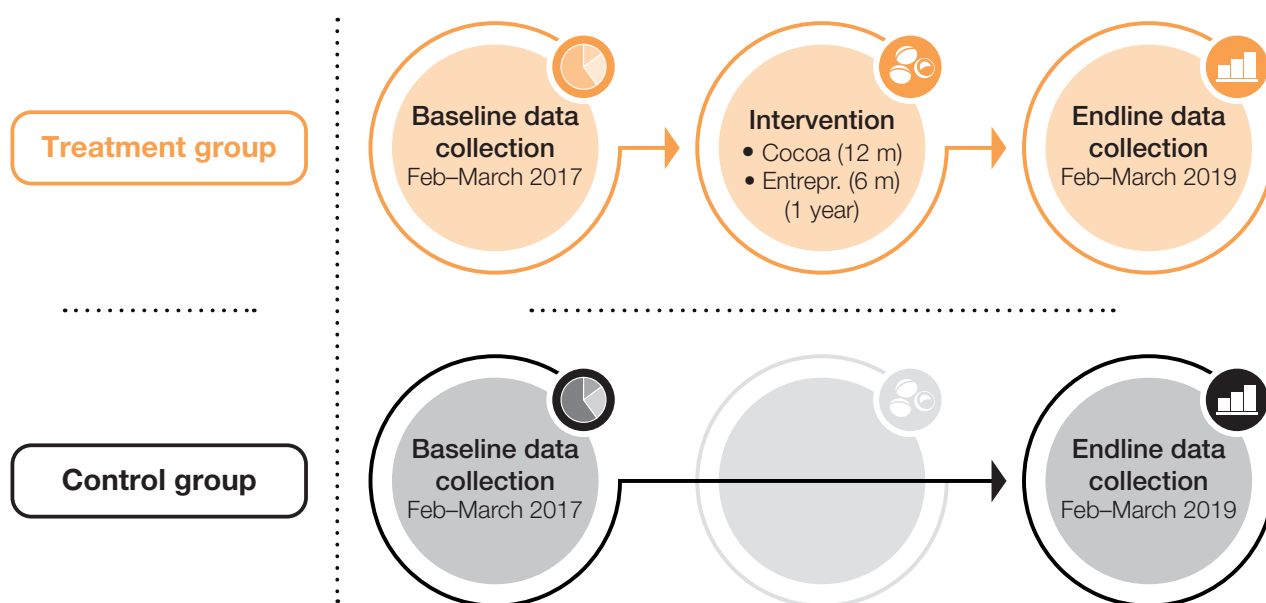 Treatment group
Baseline data
collection
Feb–March 2017
Intervention
• Cocoa (12 m)
• Entrepr. (6 m)
(1 year)
Endline data
collection
Feb–March 2019
Control group
Baseline data
collection
Feb–March 2017
Endline data
collection
Feb–March 2019